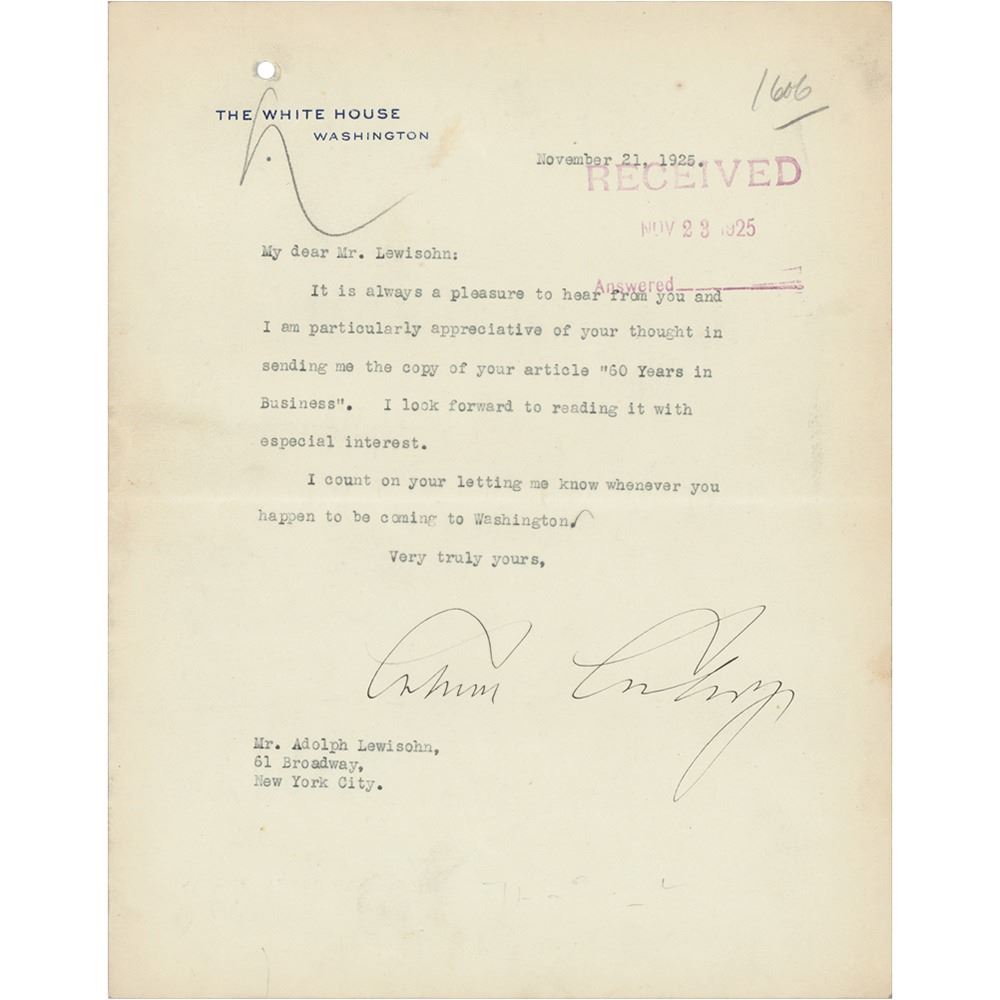 1606
THE WHITE HOUSE
WASHINGTON
November 21, 1925.
RECEIVED
NOV 23 1925
Answered
My dear Mr. Lewisohn:
It is always a pleasure to hear from you and
I am particularly appreciative of your thought in
sending me the copy of your article "60 Years in
Business". I look forward to reading it with
especial interest.
I count on your letting me know whenever you
happen to be coming to Washington.
Very truly yours,
Calvin Coolidge
Mr. Adolph Lewisohn,
61 Broadway,
New York City.